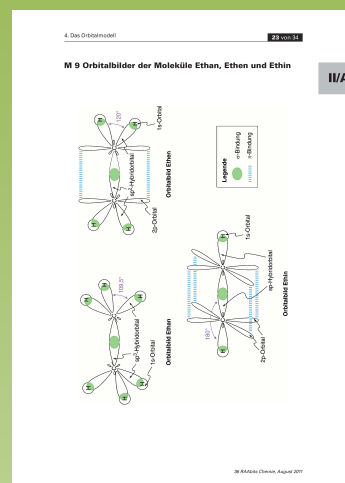 4. Das Orbitalmodell
23 von 34
II/A
M 9 Orbitalbilder der Moleküle Ethan, Ethen und Ethin
H
H
120°
1s-Orbital
C
sp²-Hybridorbital
C
H
H
2p-Orbital
Orbitalbild Ethen
Legende
σ-Bindung
π-Bindung
H
H
H
109,5°
C
sp³-Hybridorbital
C
H
H
H
1s-Orbital
Orbitalbild Ethan
H
1s-Orbital
C
sp-Hybridorbital
C
180°
H
2p-Orbital
Orbitalbild Ethin
36 RAAbits Chemie, August 2011